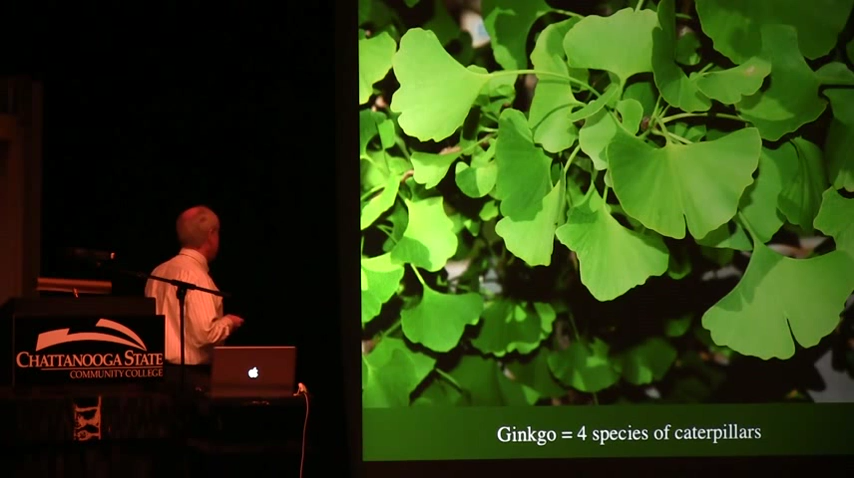 CHATTANOOGA STATE
COMMUNITY COLLEGE
Ginkgo = 4 species of caterpillars